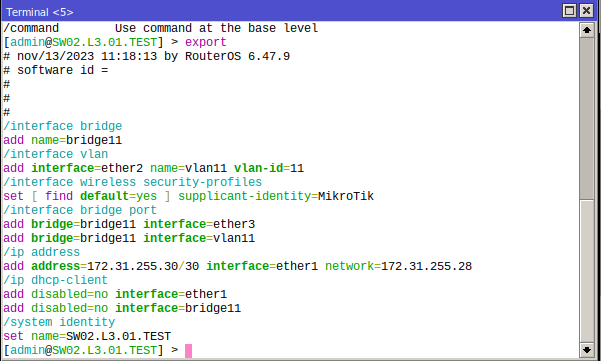 Terminal <5>
/command        Use command at the base level
[admin@SW02.L3.01.TEST] > export
# nov/13/2023 11:18:13 by RouterOS 6.47.9
# software id =
#
#
#
/interface bridge
add name=bridge11
/interface vlan
add interface=ether2 name=vlan11 vlan-id=11
/interface wireless security-profiles
set [ find default=yes ] supplicant-identity=MikroTik
/interface bridge port
add bridge=bridge11 interface=ether3
add bridge=bridge11 interface=vlan11
/ip address
add address=172.31.255.30/30 interface=ether1 network=172.31.255.28
/ip dhcp-client
add disabled=no interface=ether1
add disabled=no interface=bridge11
/system identity
set name=SW02.L3.01.TEST
[admin@SW02.L3.01.TEST] >